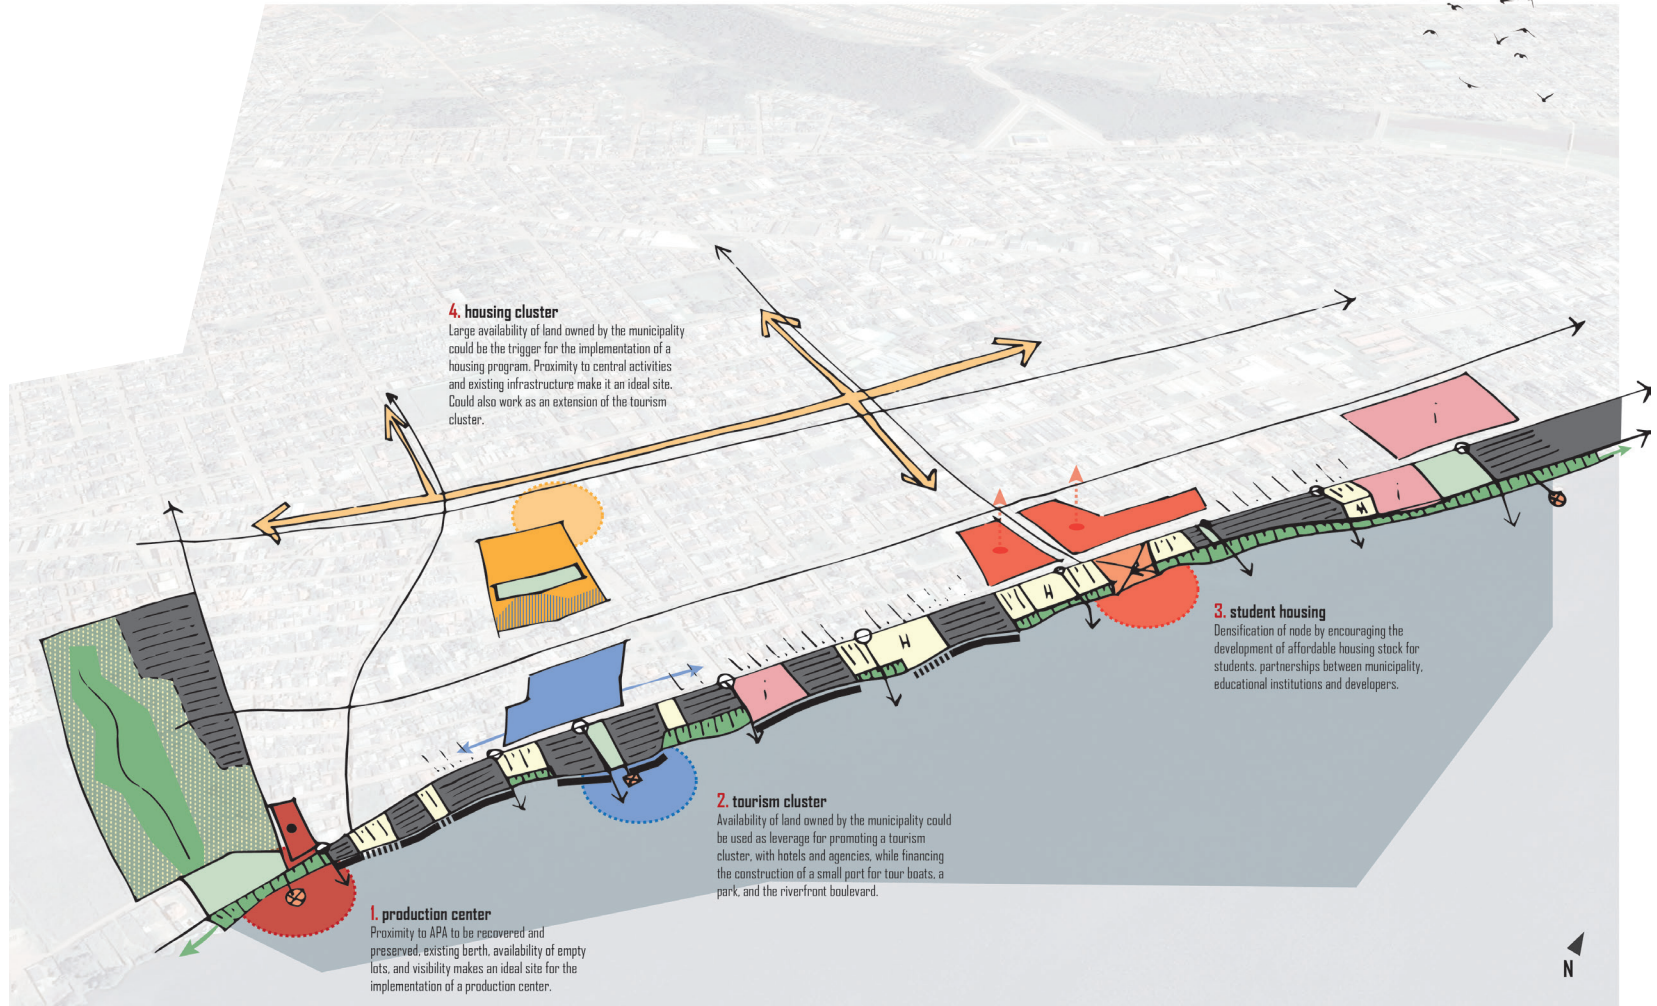 4. housing cluster
Large availability of land owned by the municipality
could be the trigger for the implementation of a
housing program. Proximity to central activities
and existing infrastructure make it an ideal site.
Could also work as an extension of the tourism
cluster.
i
i
H
H
H
i
3. student housing
Densification of node by encouraging the
development of affordable housing stock for
students. partnerships between municipality,
educational institutions and developers.
2. tourism cluster
Availability of land owned by the municipality could
be used as leverage for promoting a tourism
cluster, with hotels and agencies, while financing
the construction of a small port for tour boats, a
park, and the riverfront boulevard.
1. production center
Proximity to APA to be recovered and
preserved, existing berth, availability of empty
lots, and visibility makes an ideal site for the
implementation of a production center.
N